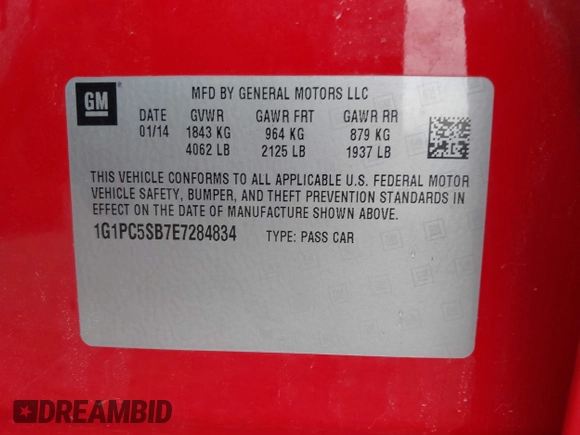 GM
MFD BY GENERAL MOTORS LLC
DATE GVWR GAWR FRT GAWR RR
01/14 1843 KG 964 KG 879 KG
4062 LB 2125 LB 1937 LB
THIS VEHICLE CONFORMS TO ALL APPLICABLE U.S. FEDERAL MOTOR
VEHICLE SAFETY, BUMPER, AND THEFT PREVENTION STANDARDS IN
EFFECT ON THE DATE OF MANUFACTURE SHOWN ABOVE.
1G1PC5SB7E7284834 TYPE: PASS CAR
DREAMBID